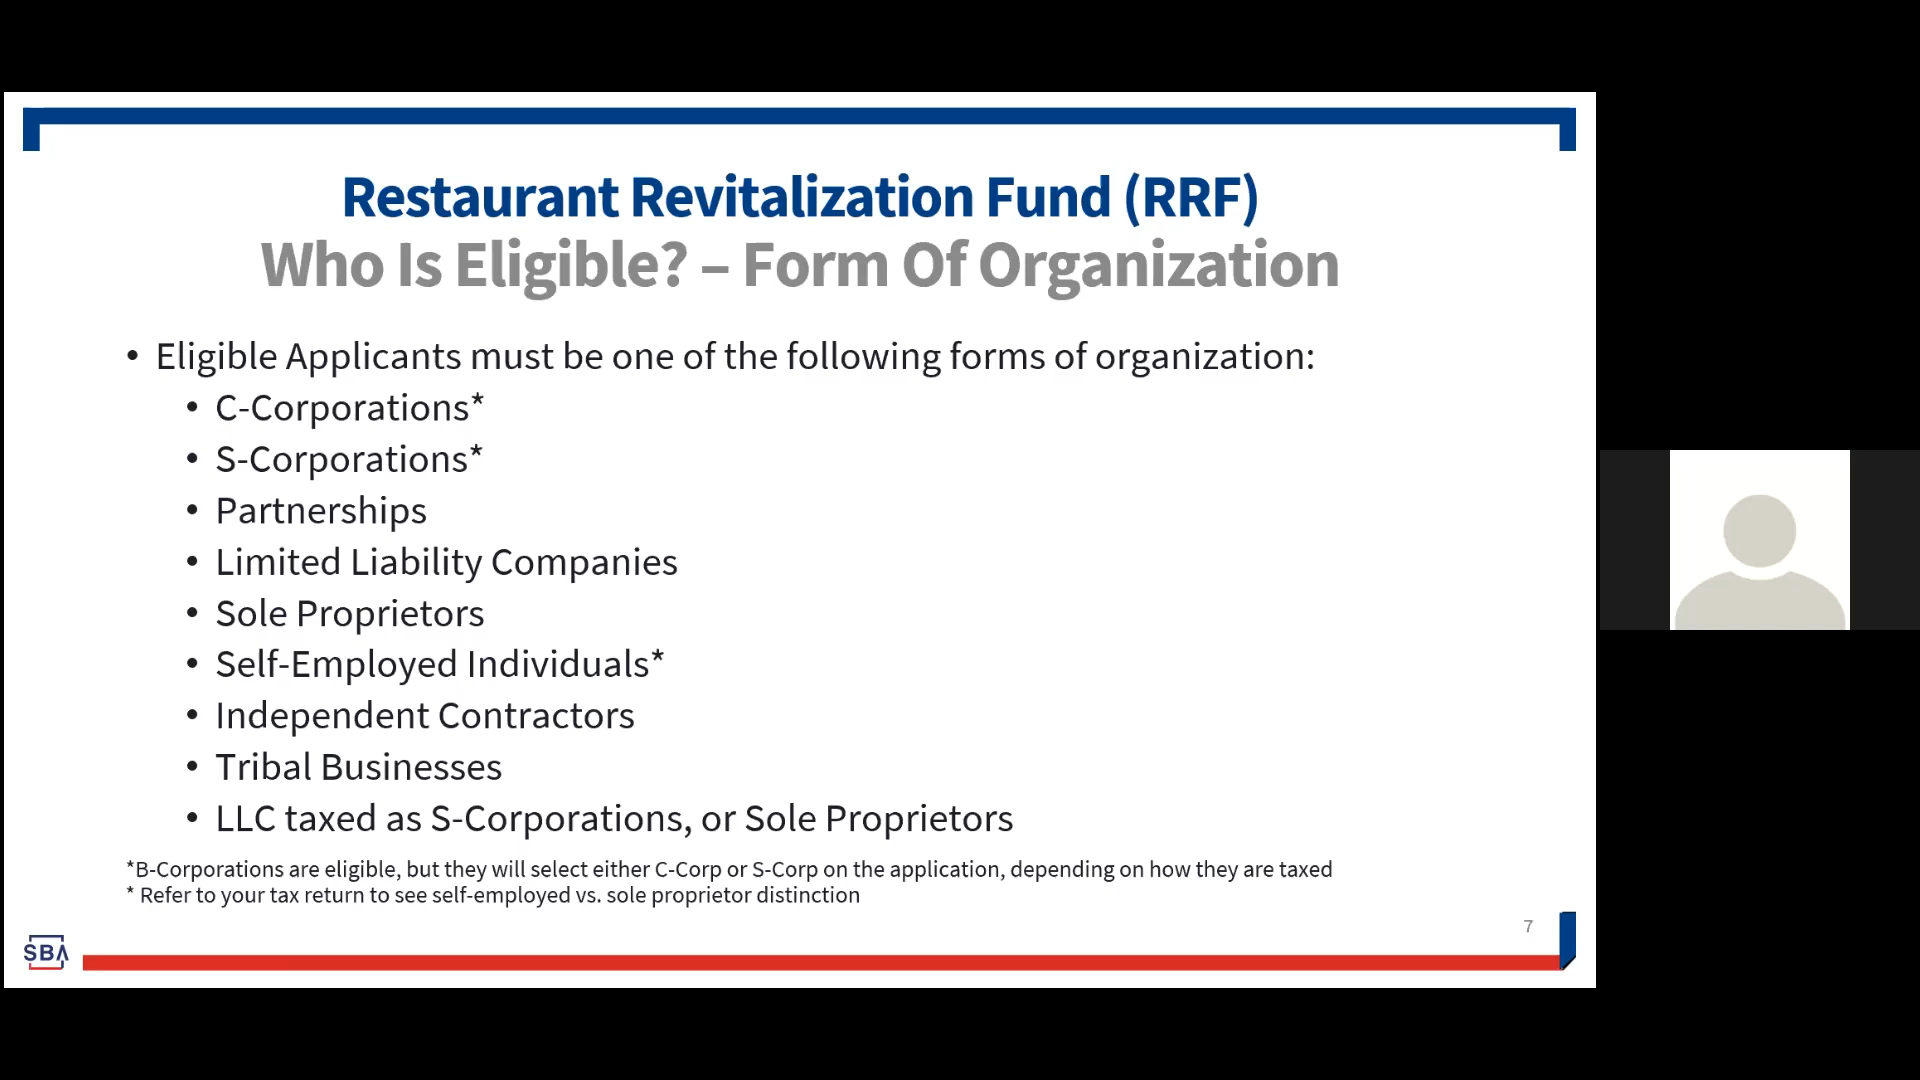 Restaurant Revitalization Fund (RRF)
Who Is Eligible? – Form Of Organization
• Eligible Applicants must be one of the following forms of organization:
• C-Corporations*
• S-Corporations*
• Partnerships
• Limited Liability Companies
• Sole Proprietors
• Self-Employed Individuals*
• Independent Contractors
• Tribal Businesses
• LLC taxed as S-Corporations, or Sole Proprietors
*B-Corporations are eligible, but they will select either C-Corp or S-Corp on the application, depending on how they are taxed
* Refer to your tax return to see self-employed vs. sole proprietor distinction
7
SBA